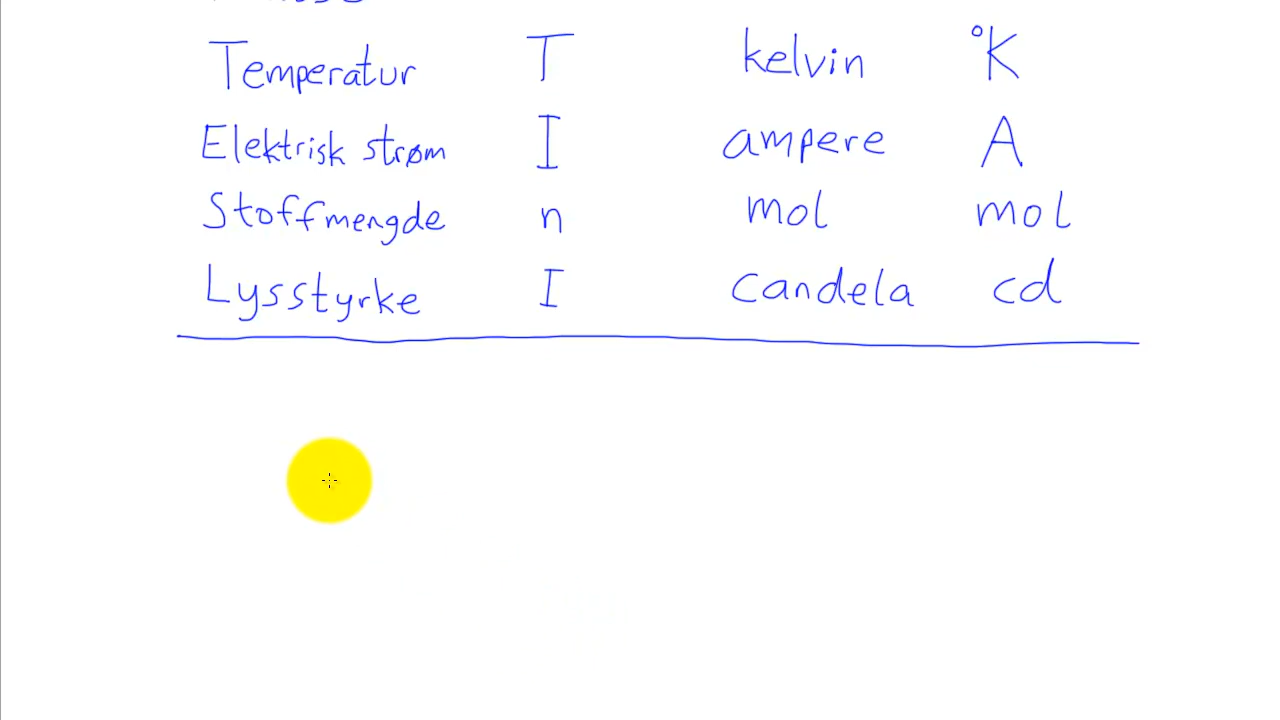 Temperatur T kelvin °K
Elektrisk strøm I ampere A
Stoffmengde n mol mol
Lysstyrke I candela cd